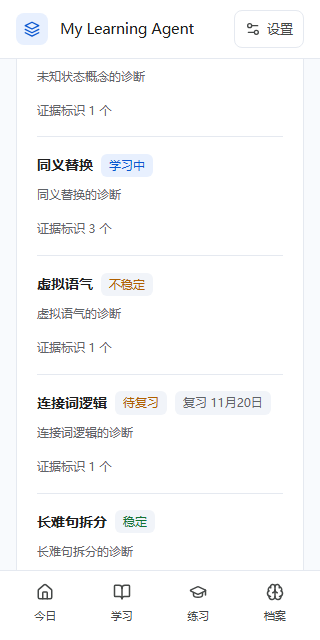 My Learning Agent
设置
未知状态概念的诊断
证据标识 1 个
同义替换 学习中
同义替换的诊断
证据标识 3 个
虚拟语气 不稳定
虚拟语气的诊断
证据标识 1 个
连接词逻辑 待复习 复习 11月20日
连接词逻辑的诊断
证据标识 1 个
长难句拆分 稳定
长难句拆分的诊断
今日 学习 练习 档案